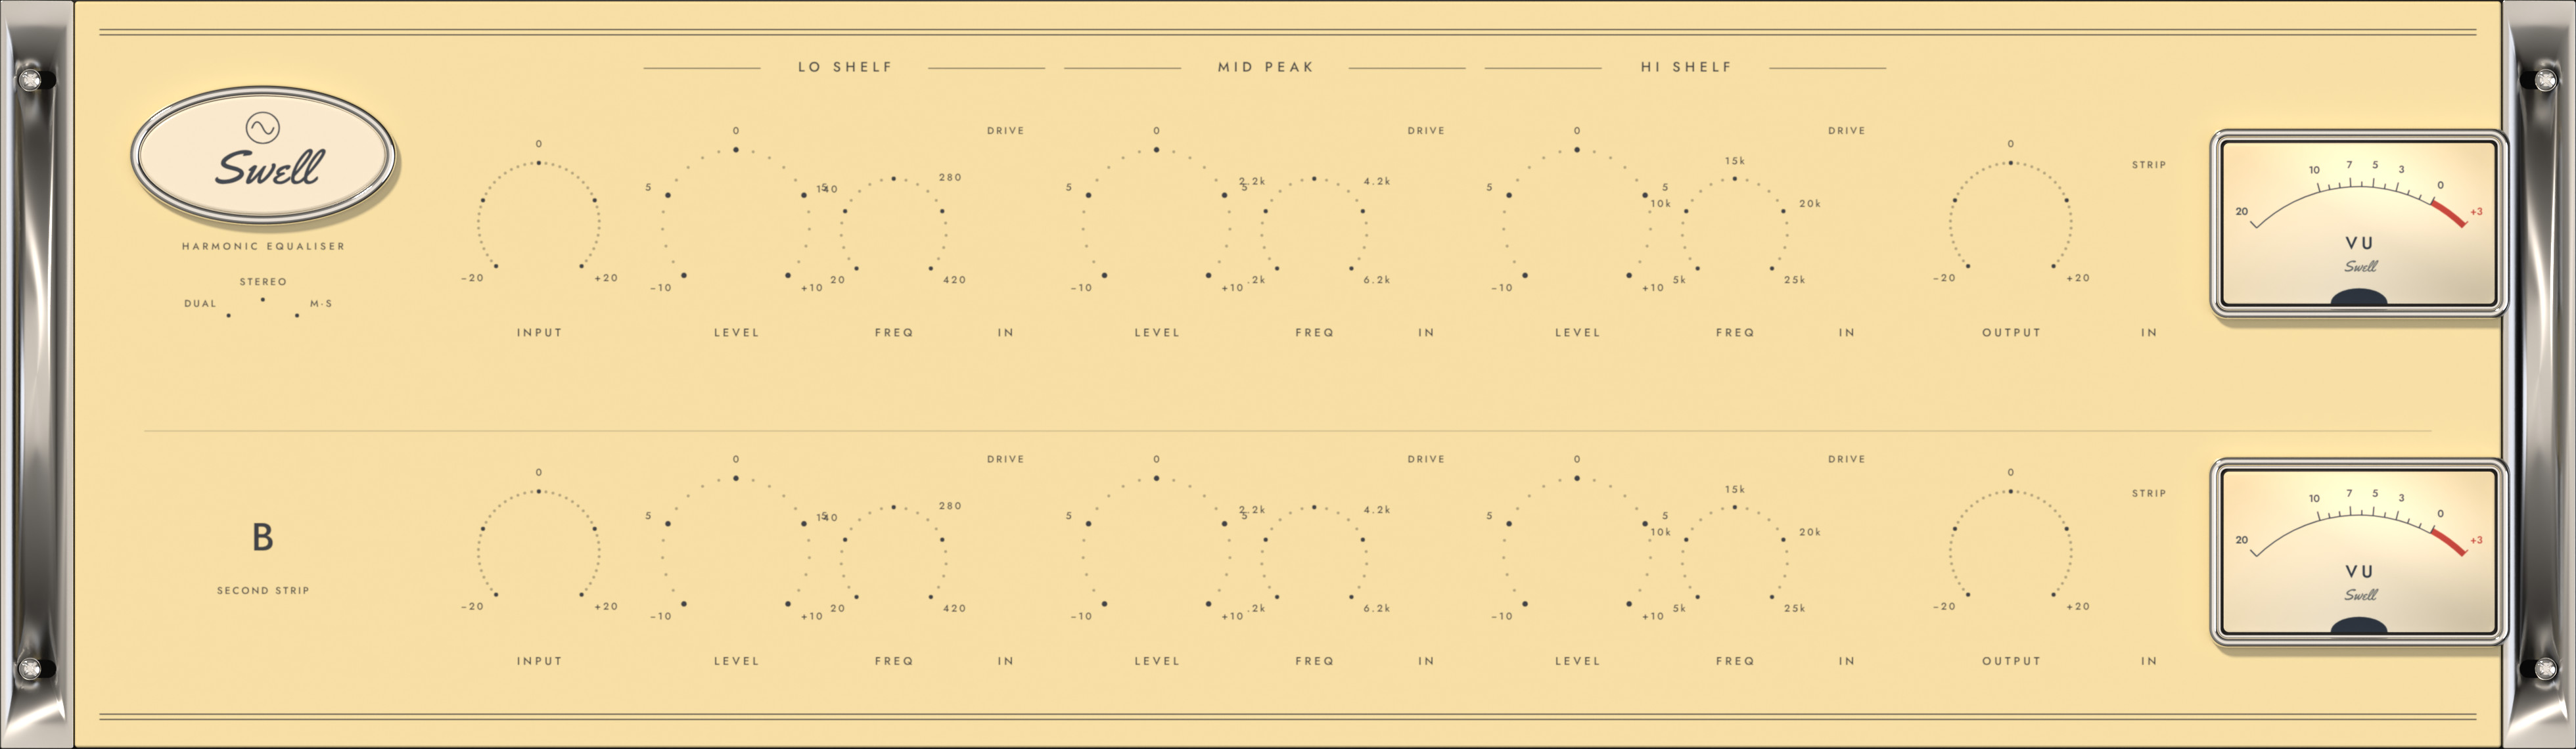 LO SHELF MID PEAK HI SHELF
Swell
HARMONIC EQUALISER
STEREO
DUAL M-S
0
-20 +20
INPUT
0
5 5
-10 +10
LEVEL
140 280
20 420
FREQ
DRIVE
IN
0
5 5
-10 +10
LEVEL
2.2k 4.2k
.2k 6.2k
FREQ
DRIVE
IN
0
5 5
-10 +10
LEVEL
15k
10k 20k
5k 25k
FREQ
DRIVE
IN
0
-20 +20
OUTPUT
STRIP
IN
20 10 7 5 3 0 +3
VU
Swell
B
SECOND STRIP
0
-20 +20
INPUT
0
5 5
-10 +10
LEVEL
140 280
20 420
FREQ
DRIVE
IN
0
5 5
-10 +10
LEVEL
2.2k 4.2k
.2k 6.2k
FREQ
DRIVE
IN
0
5 5
-10 +10
LEVEL
15k
10k 20k
5k 25k
FREQ
DRIVE
IN
0
-20 +20
OUTPUT
STRIP
IN
20 10 7 5 3 0 +3
VU
Swell